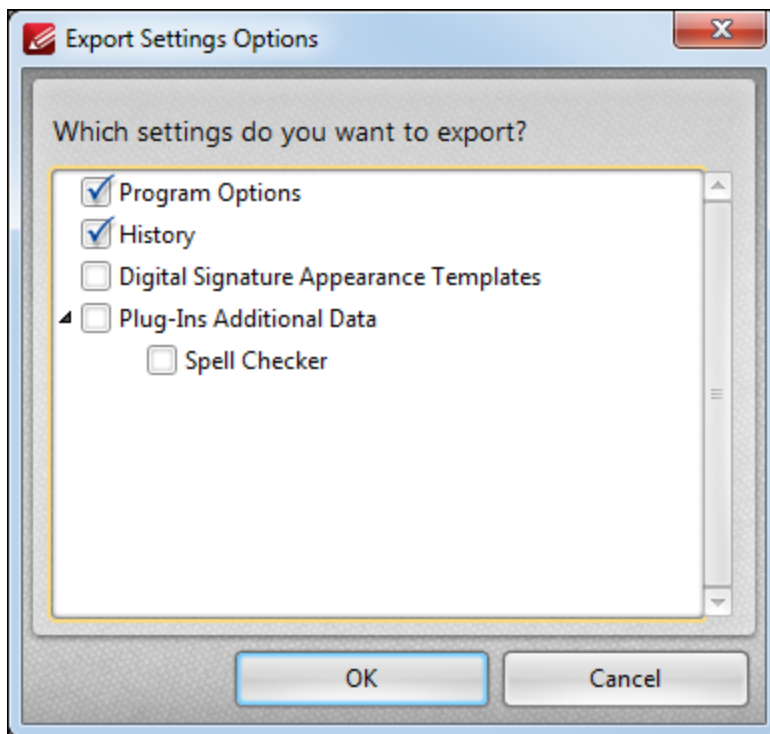 Export Settings Options
Which settings do you want to export?
Program Options
History
Digital Signature Appearance Templates
Plug-Ins Additional Data
Spell Checker
OK
Cancel